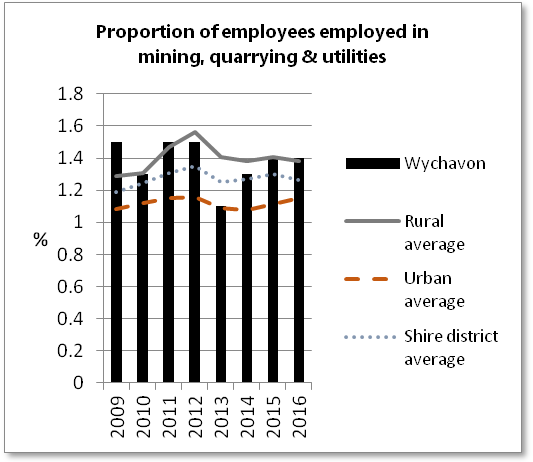 Proportion of employees employed in
mining, quarrying & utilities
1.8
1.6
1.4
1.2
1
0.8
0.6
0.4
0.2
0
%
2009
2010
2011
2012
2013
2014
2015
2016
Wychavon
Rural
average
Urban
average
Shire district
average